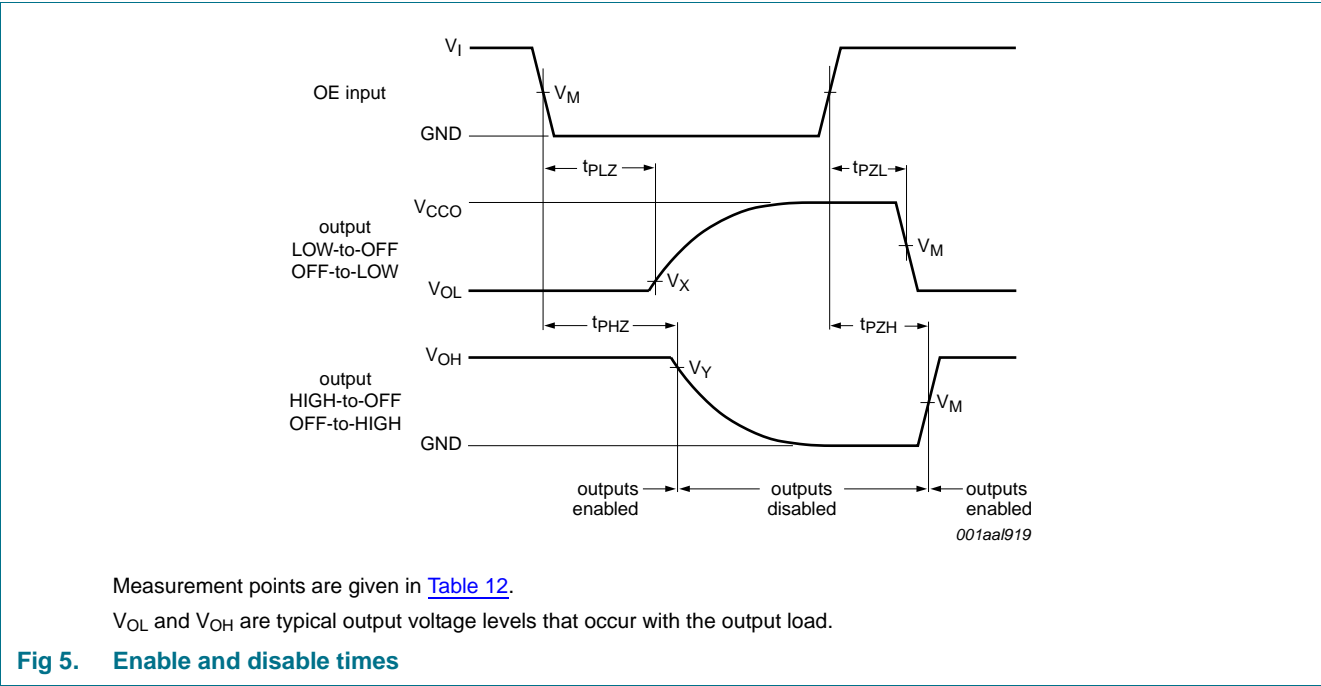 VI
OE input
VM
GND
tPLZ
tPZL
VCCO
output
LOW-to-OFF
OFF-to-LOW
VM
VX
VOL
tPHZ
tPZH
VOH
output
HIGH-to-OFF
OFF-to-HIGH
VY
VM
GND
outputs
enabled
outputs
disabled
outputs
enabled
001aal919
Measurement points are given in Table 12.
VOL and VOH are typical output voltage levels that occur with the output load.
Fig 5. Enable and disable times